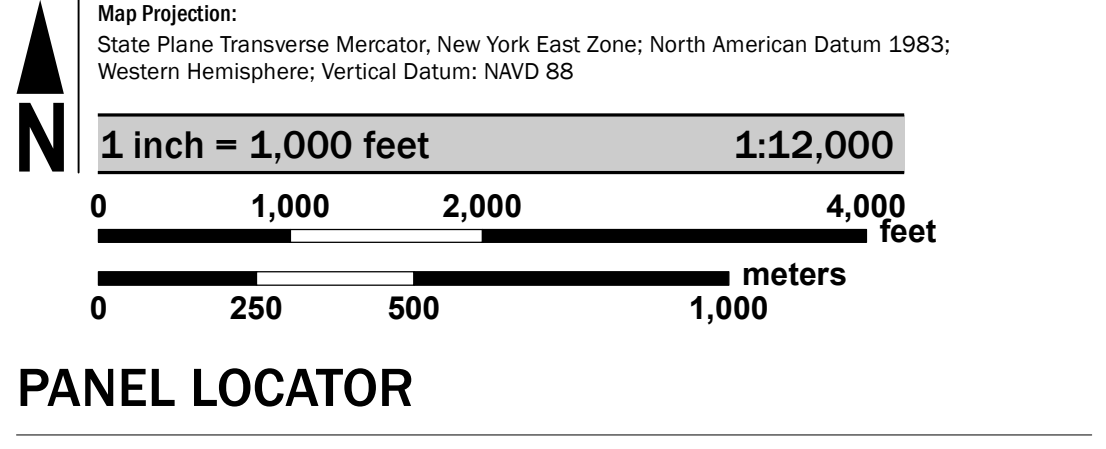 Map Projection:
State Plane Transverse Mercator, New York East Zone; North American Datum 1983;
Western Hemisphere; Vertical Datum: NAVD 88
N
1 inch = 1,000 feet 1:12,000
0 1,000 2,000 4,000
feet
meters
0 250 500 1,000
PANEL LOCATOR